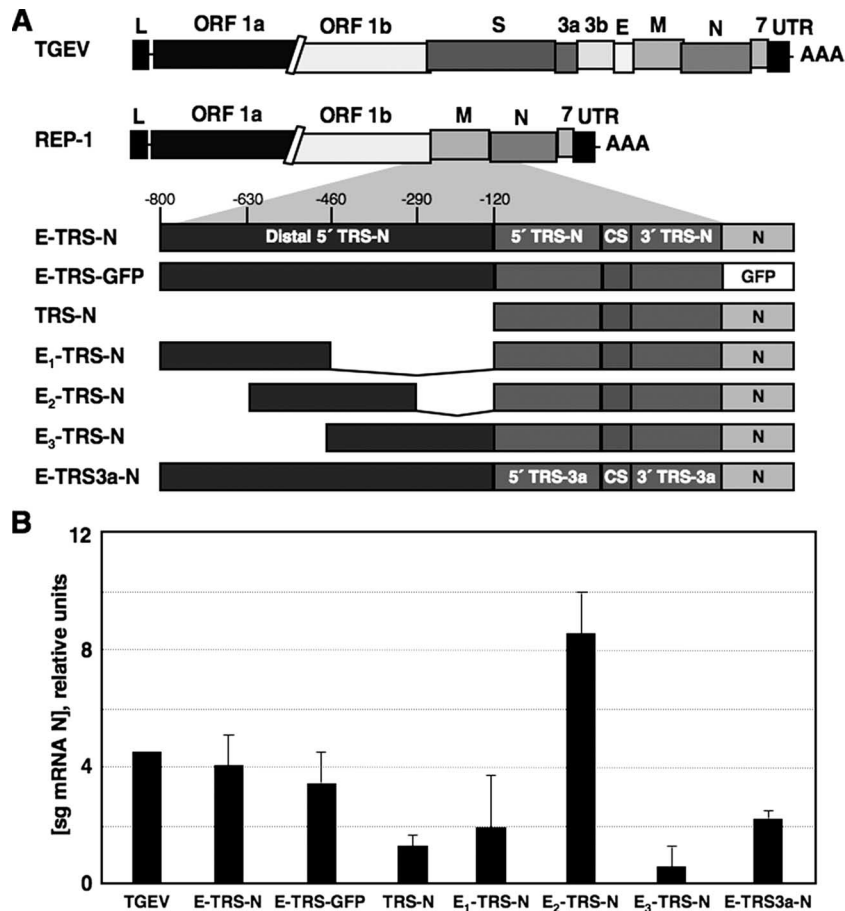 A
L ORF 1a ORF 1b S 3a 3b E M N 7 UTR
TGEV AAA
L ORF 1a ORF 1b M N 7 UTR
REP-1 AAA
-800 -630 -460 -290 -120
E-TRS-N Distal 5´ TRS-N 5´ TRS-N CS 3´ TRS-N N
E-TRS-GFP GFP
TRS-N N
E₁-TRS-N N
E₂-TRS-N N
E₃-TRS-N N
E-TRS3a-N 5´ TRS-3a CS 3´ TRS-3a N
B
[sg mRNA N], relative units
12
8
4
0
TGEV E-TRS-N E-TRS-GFP TRS-N E₁-TRS-N E₂-TRS-N E₃-TRS-N E-TRS3a-N